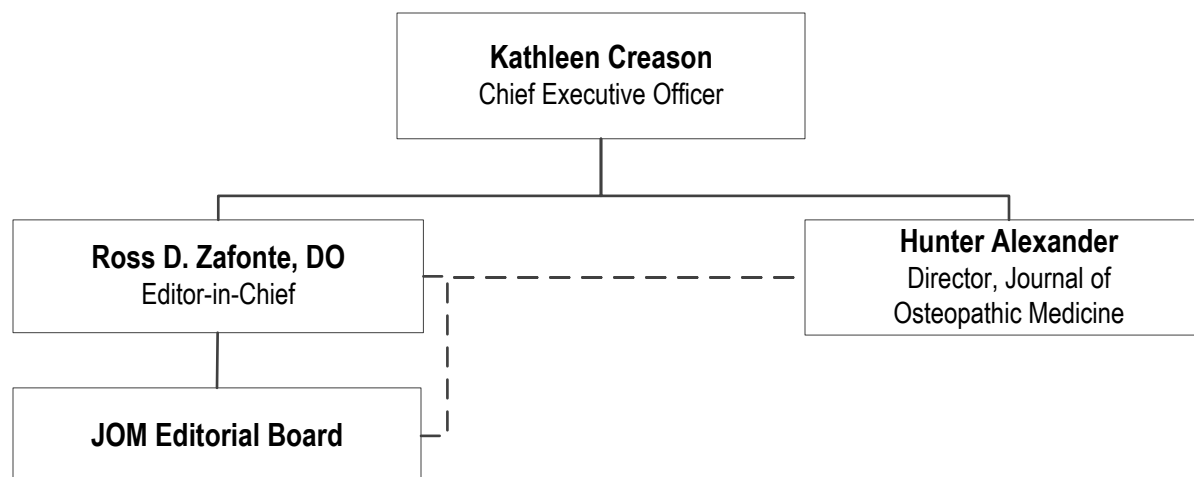 Kathleen Creason
Chief Executive Officer
Ross D. Zafonte, DO
Editor-in-Chief
Hunter Alexander
Director, Journal of
Osteopathic Medicine
JOM Editorial Board